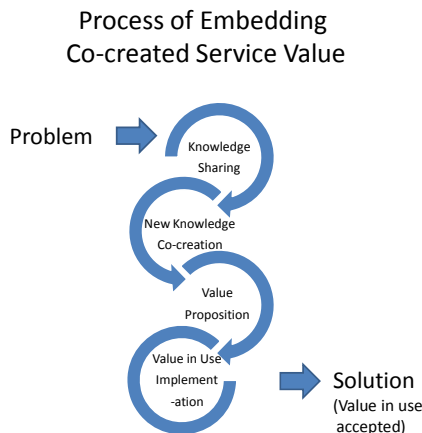 Process of Embedding
Co-created Service Value
Problem
Knowledge
Sharing
New Knowledge
Co-creation
Value
Proposition
Value in Use
Implement
-ation
Solution
(Value in use
accepted)